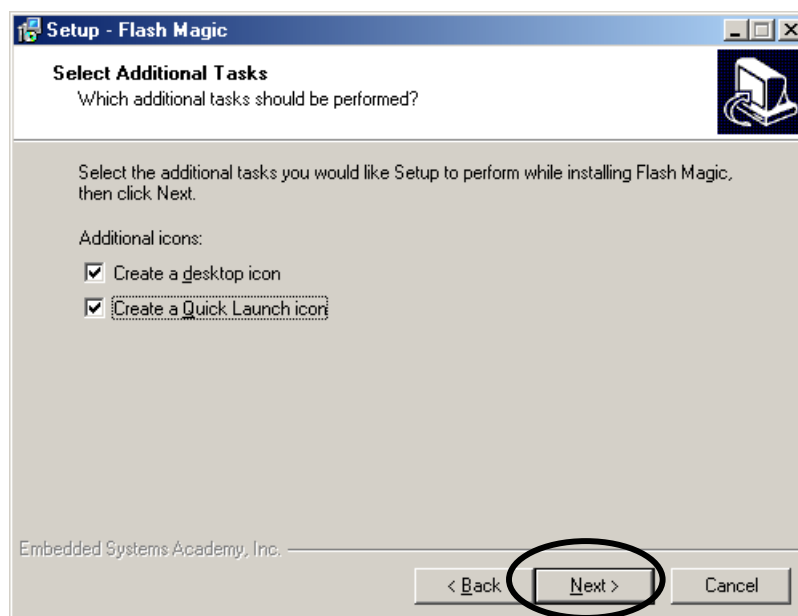 Setup - Flash Magic
Select Additional Tasks
Which additional tasks should be performed?
Select the additional tasks you would like Setup to perform while installing Flash Magic,
then click Next.
Additional icons:
Create a desktop icon
Create a Quick Launch icon
Embedded Systems Academy, Inc.
< Back Next > Cancel